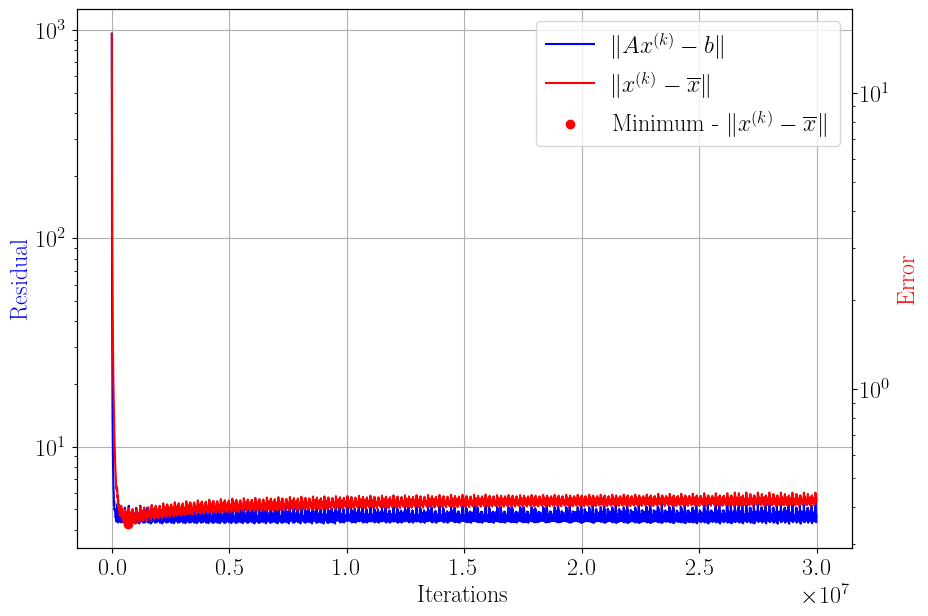 ‖Ax^(k) − b‖
‖x^(k) − x̅‖
Minimum - ‖x^(k) − x̅‖
10^3
10^2
10^1
Residual
10^1
10^0
Error
0.0 0.5 1.0 1.5 2.0 2.5 3.0
Iterations
×10^7